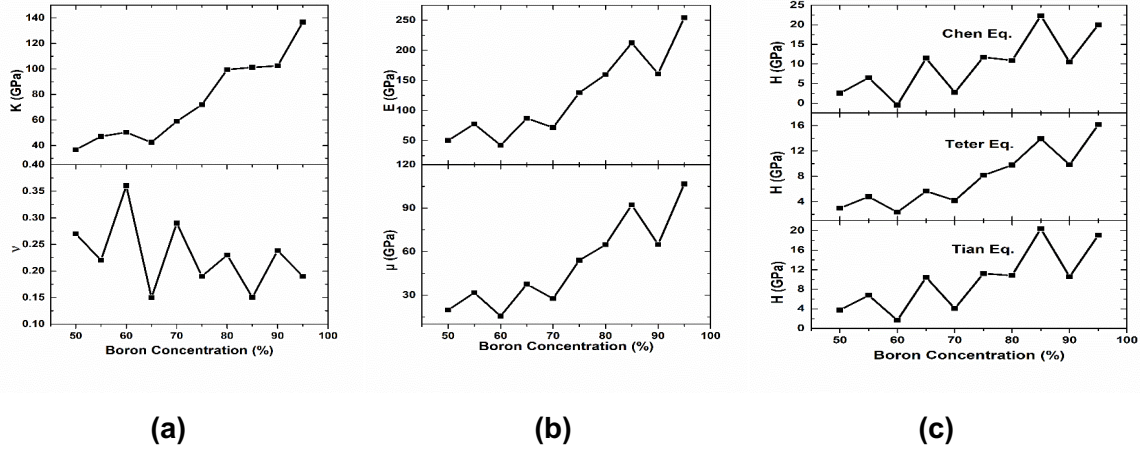 140
120
100
80
60
40
K (GPa)
0.40
0.35
0.30
0.25
0.20
0.15
0.10
ν
40 50 60 70 80 90 100
Boron Concentration (%)
(a)
250
200
150
100
50
E (GPa)
120
90
60
30
μ (GPa)
40 50 60 70 80 90 100
Boron Concentration (%)
(b)
25
20
15
10
5
0
H (GPa)
Chen Eq.
16
12
8
4
H (GPa)
Teter Eq.
20
16
12
8
4
0
H (GPa)
Tian Eq.
40 50 60 70 80 90 100
Boron Concentration (%)
(c)